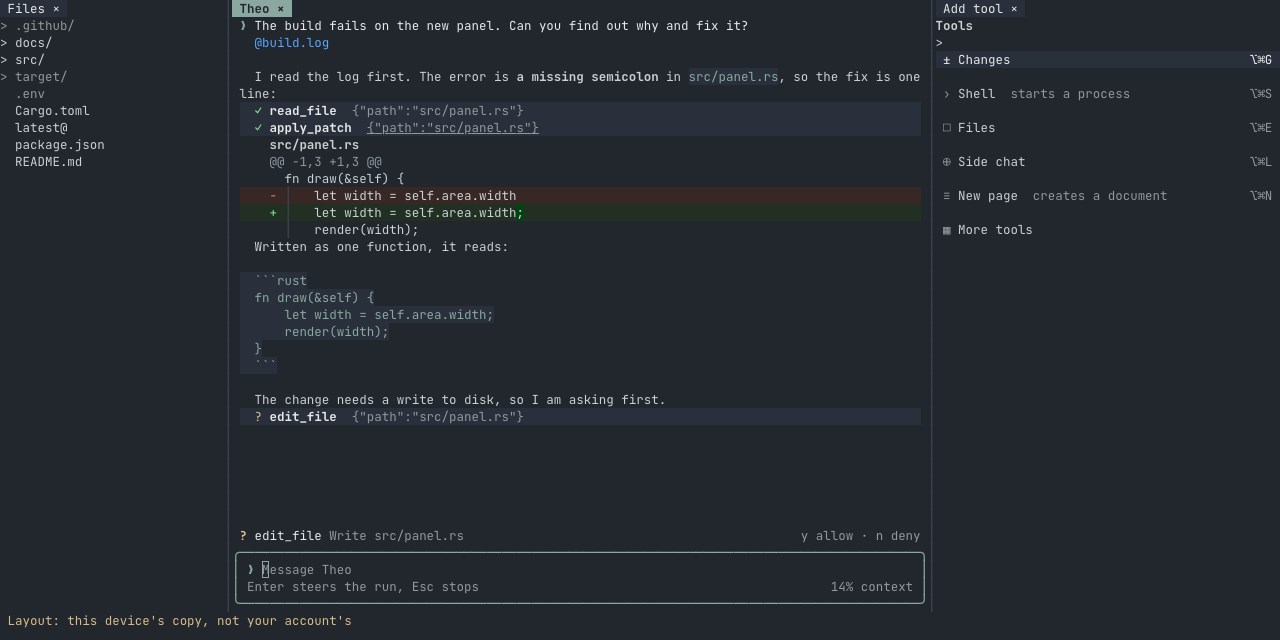 Files ×
> .github/
> docs/
> src/
> target/
.env
Cargo.toml
latest@
package.json
README.md
Theo ×
❯ The build fails on the new panel. Can you find out why and fix it?
@build.log
I read the log first. The error is a missing semicolon in src/panel.rs, so the fix is one
line:
✓ read_file {"path":"src/panel.rs"}
✓ apply_patch {"path":"src/panel.rs"}
src/panel.rs
@@ -1,3 +1,3 @@
fn draw(&self) {
-     let width = self.area.width
+     let width = self.area.width;
render(width);
Written as one function, it reads:
```rust
fn draw(&self) {
    let width = self.area.width;
    render(width);
}
```
The change needs a write to disk, so I am asking first.
? edit_file {"path":"src/panel.rs"}
? edit_file Write src/panel.rs y allow · n deny
❯ Message Theo
Enter steers the run, Esc stops 14% context
Add tool ×
Tools
>
± Changes ⌥⌘G
› Shell starts a process ⌥⌘S
□ Files ⌥⌘E
⊕ Side chat ⌥⌘L
≡ New page creates a document ⌥⌘N
▦ More tools
Layout: this device's copy, not your account's